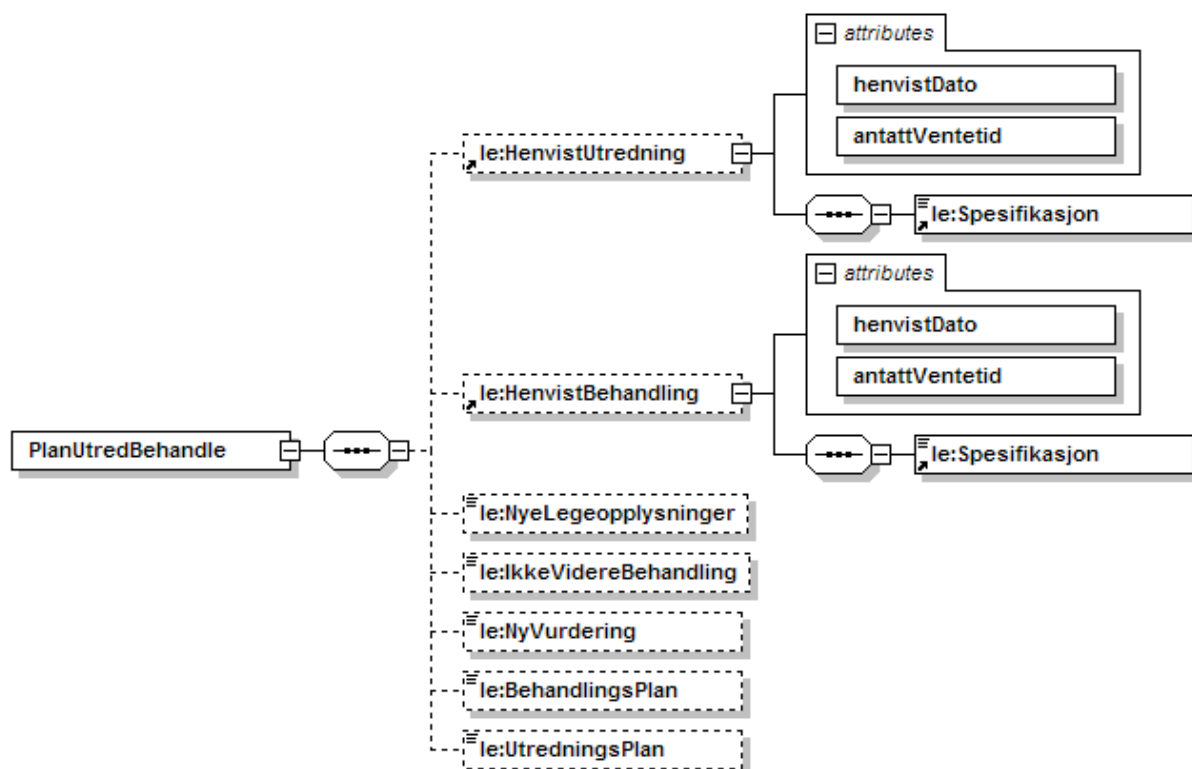 attributes
henvistDato
antattVentetid
le:HenvistUtredning
le:Spesifikasjon
attributes
henvistDato
antattVentetid
le:HenvistBehandling
le:Spesifikasjon
PlanUtredBehandle
le:NyeLegeopplysninger
le:IkkeVidereBehandling
le:NyVurdering
le:BehandlingsPlan
le:UtredningsPlan